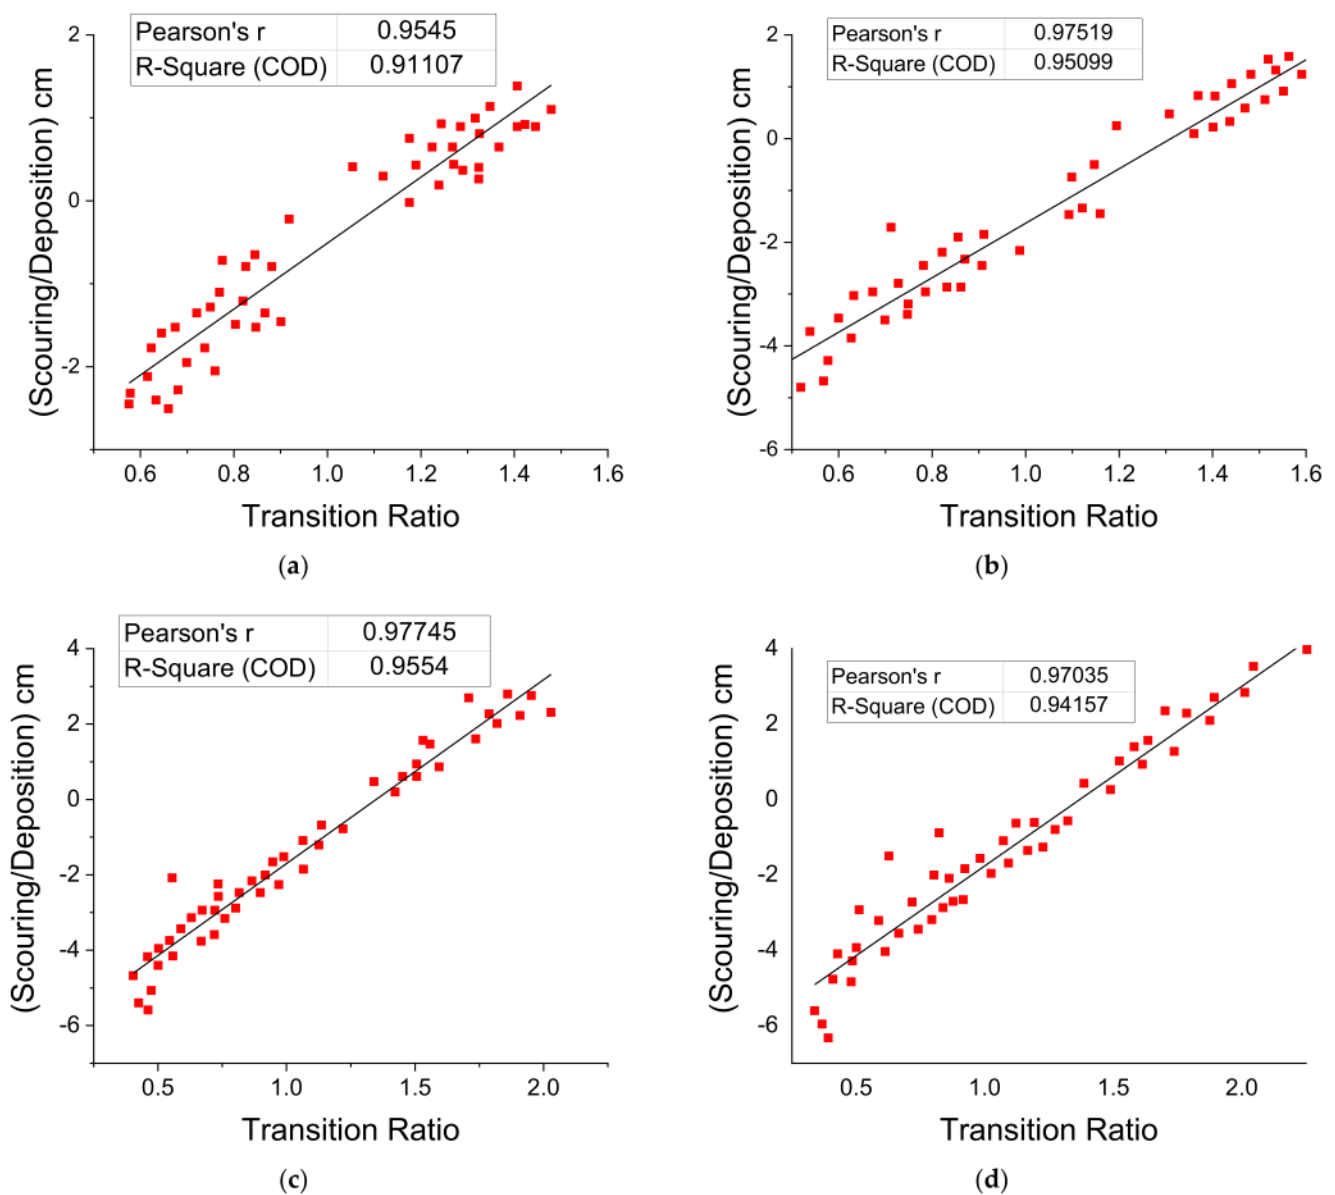 Pearson's r 0.9545
R-Square (COD) 0.91107
2
0
-2
(Scouring/Deposition) cm
0.6 0.8 1.0 1.2 1.4 1.6
Transition Ratio
(a)
Pearson's r 0.97519
R-Square (COD) 0.95099
2
0
-2
-4
-6
(Scouring/Deposition) cm
0.6 0.8 1.0 1.2 1.4 1.6
Transition Ratio
(b)
Pearson's r 0.97745
R-Square (COD) 0.9554
4
2
0
-2
-4
-6
(Scouring/Deposition) cm
0.5 1.0 1.5 2.0
Transition Ratio
(c)
Pearson's r 0.97035
R-Square (COD) 0.94157
4
2
0
-2
-4
-6
(Scouring/Deposition) cm
0.5 1.0 1.5 2.0
Transition Ratio
(d)